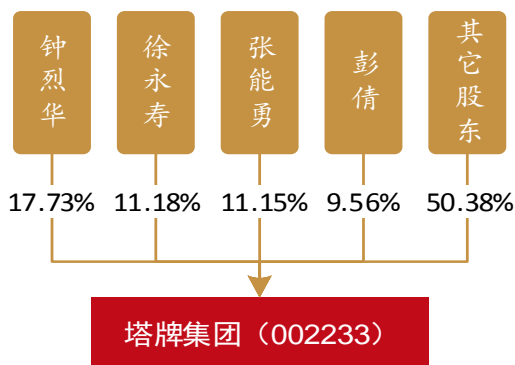 钟烈华
徐永寿
张能勇
彭倩
其它股东
17.73%
11.18%
11.15%
9.56%
50.38%
塔牌集团（002233）